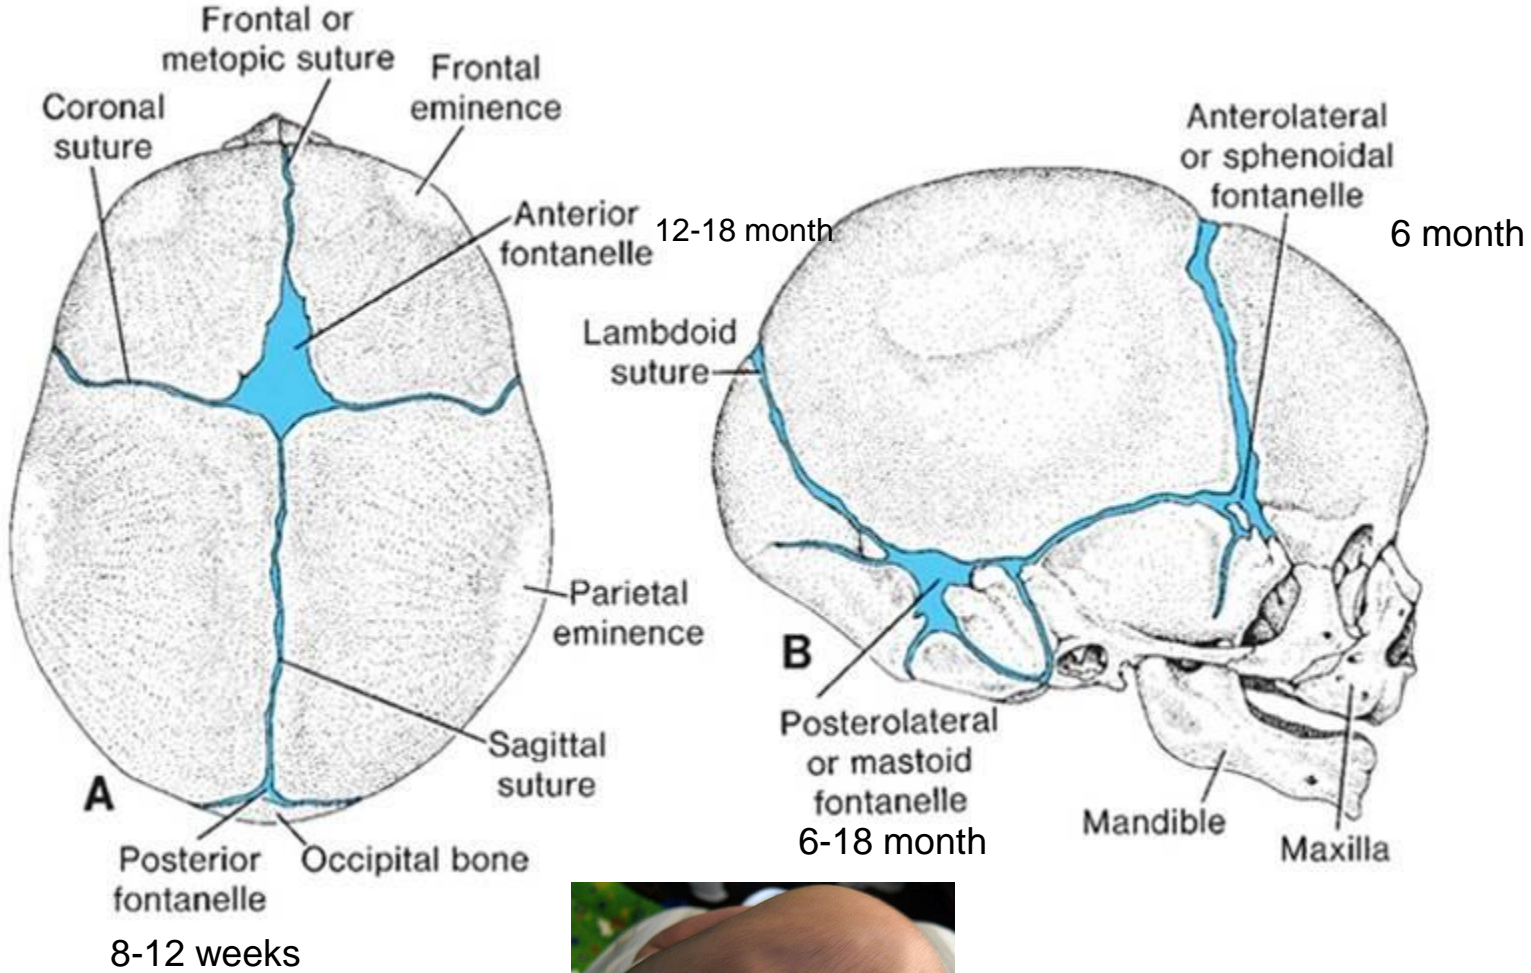 Frontal or
metopic suture
Frontal
eminence
Coronal
suture
Anterior
fontanelle
12-18 month
Anterolateral
or sphenoidal
fontanelle
6 month
Lambdoid
suture
Parietal
eminence
Sagittal
suture
A
Posterior
fontanelle
8-12 weeks
Occipital bone
B
Posterolateral
or mastoid
fontanelle
6-18 month
Mandible
Maxilla